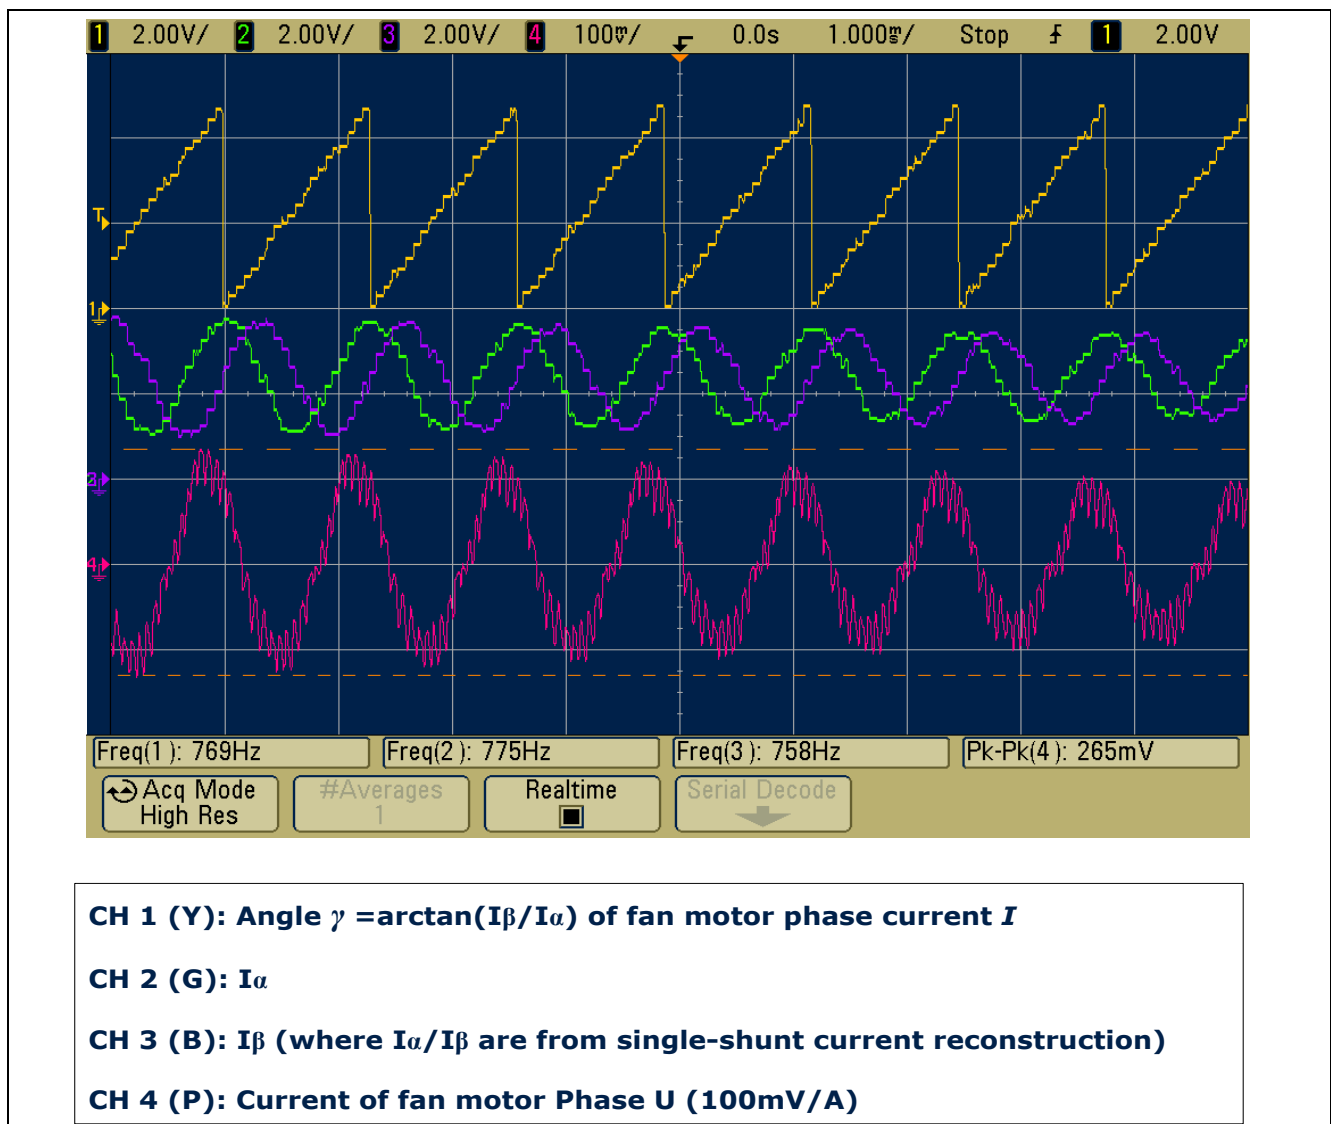 1 2.00V/ 2 2.00V/ 3 2.00V/ 4 100mV/ 0.0s 1.000ms/ Stop 1 2.00V
T
1
2
4
Freq(1): 769Hz Freq(2): 775Hz Freq(3): 758Hz Pk-Pk(4): 265mV
Acq Mode #Averages Realtime Serial Decode
High Res 1
CH 1 (Y): Angle γ =arctan(Iβ/Iα) of fan motor phase current I
CH 2 (G): Iα
CH 3 (B): Iβ (where Iα/Iβ are from single-shunt current reconstruction)
CH 4 (P): Current of fan motor Phase U (100mV/A)